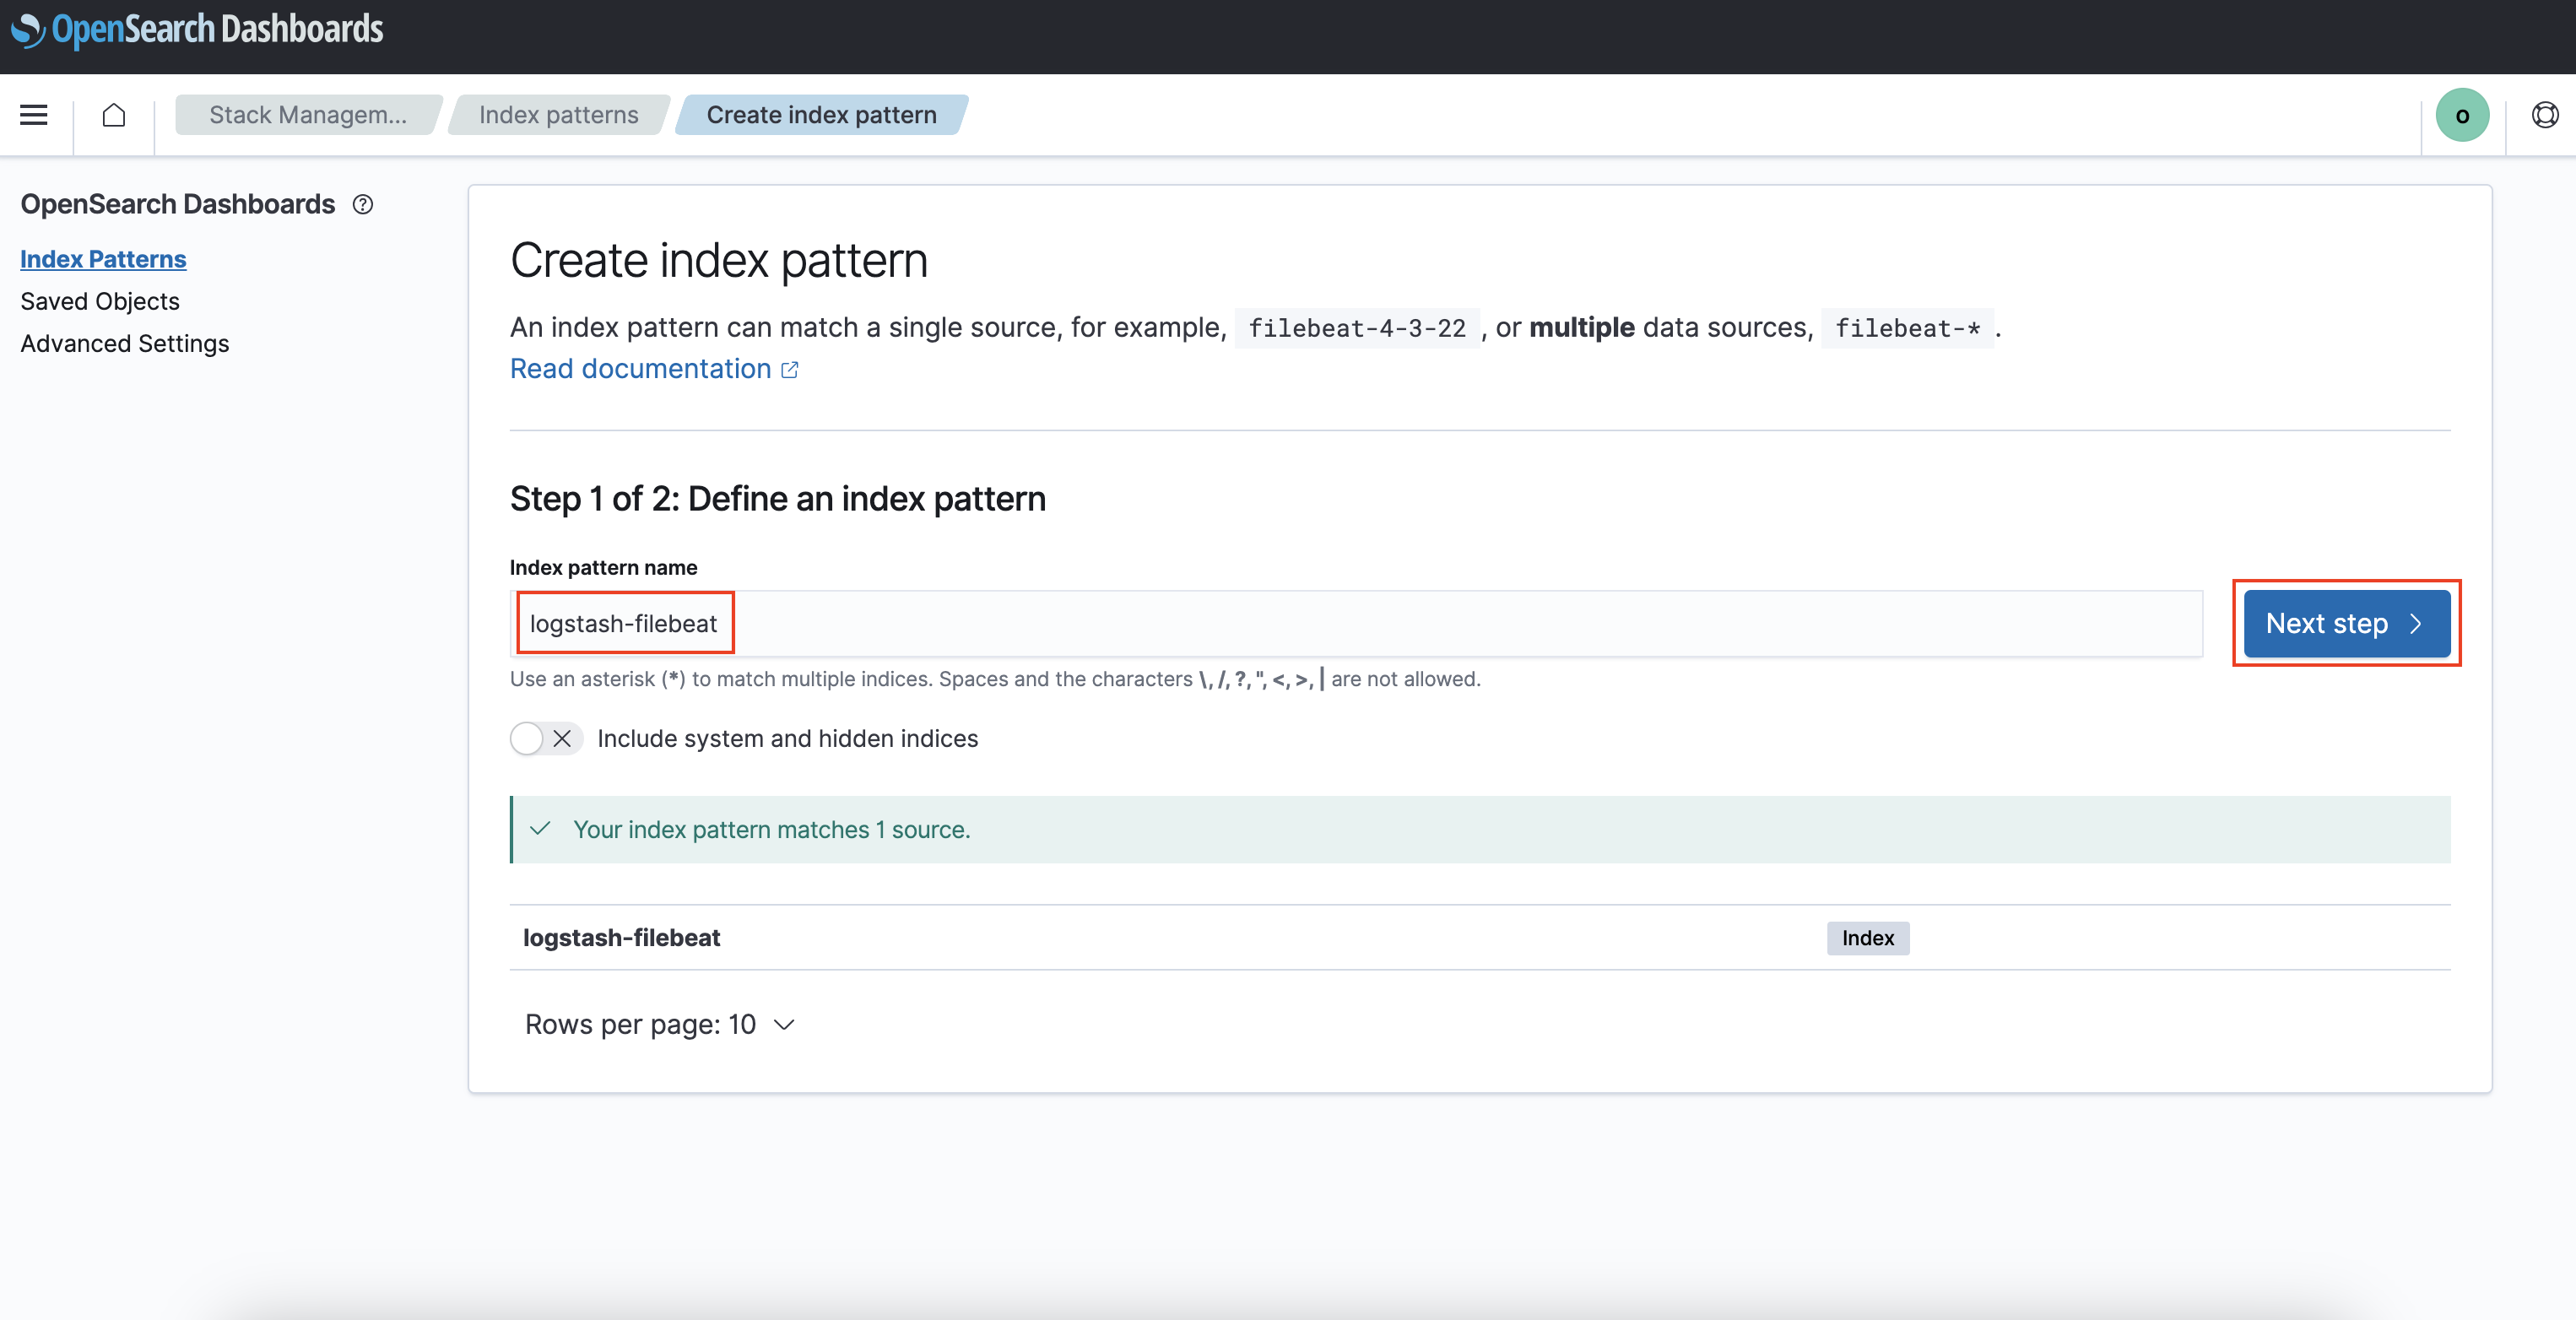 OpenSearch Dashboards
Stack Managem...
Index patterns
Create index pattern
o
OpenSearch Dashboards
Index Patterns
Saved Objects
Advanced Settings
Create index pattern
An index pattern can match a single source, for example, filebeat-4-3-22 , or multiple data sources, filebeat-* .
Read documentation
Step 1 of 2: Define an index pattern
Index pattern name
logstash-filebeat
Next step
Use an asterisk (*) to match multiple indices. Spaces and the characters \, /, ?, ", <, >, | are not allowed.
Include system and hidden indices
Your index pattern matches 1 source.
logstash-filebeat
Index
Rows per page: 10